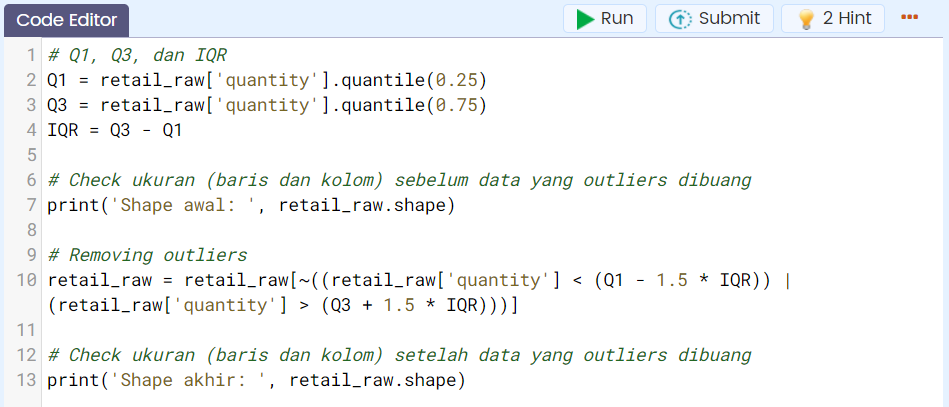 Code Editor
Run
Submit
2 Hint
1 # Q1, Q3, dan IQR
2 Q1 = retail_raw['quantity'].quantile(0.25)
3 Q3 = retail_raw['quantity'].quantile(0.75)
4 IQR = Q3 - Q1
5
6 # Check ukuran (baris dan kolom) sebelum data yang outliers dibuang
7 print('Shape awal: ', retail_raw.shape)
8
9 # Removing outliers
10 retail_raw = retail_raw[~((retail_raw['quantity'] < (Q1 - 1.5 * IQR)) |
(retail_raw['quantity'] > (Q3 + 1.5 * IQR)))]
11
12 # Check ukuran (baris dan kolom) setelah data yang outliers dibuang
13 print('Shape akhir: ', retail_raw.shape)